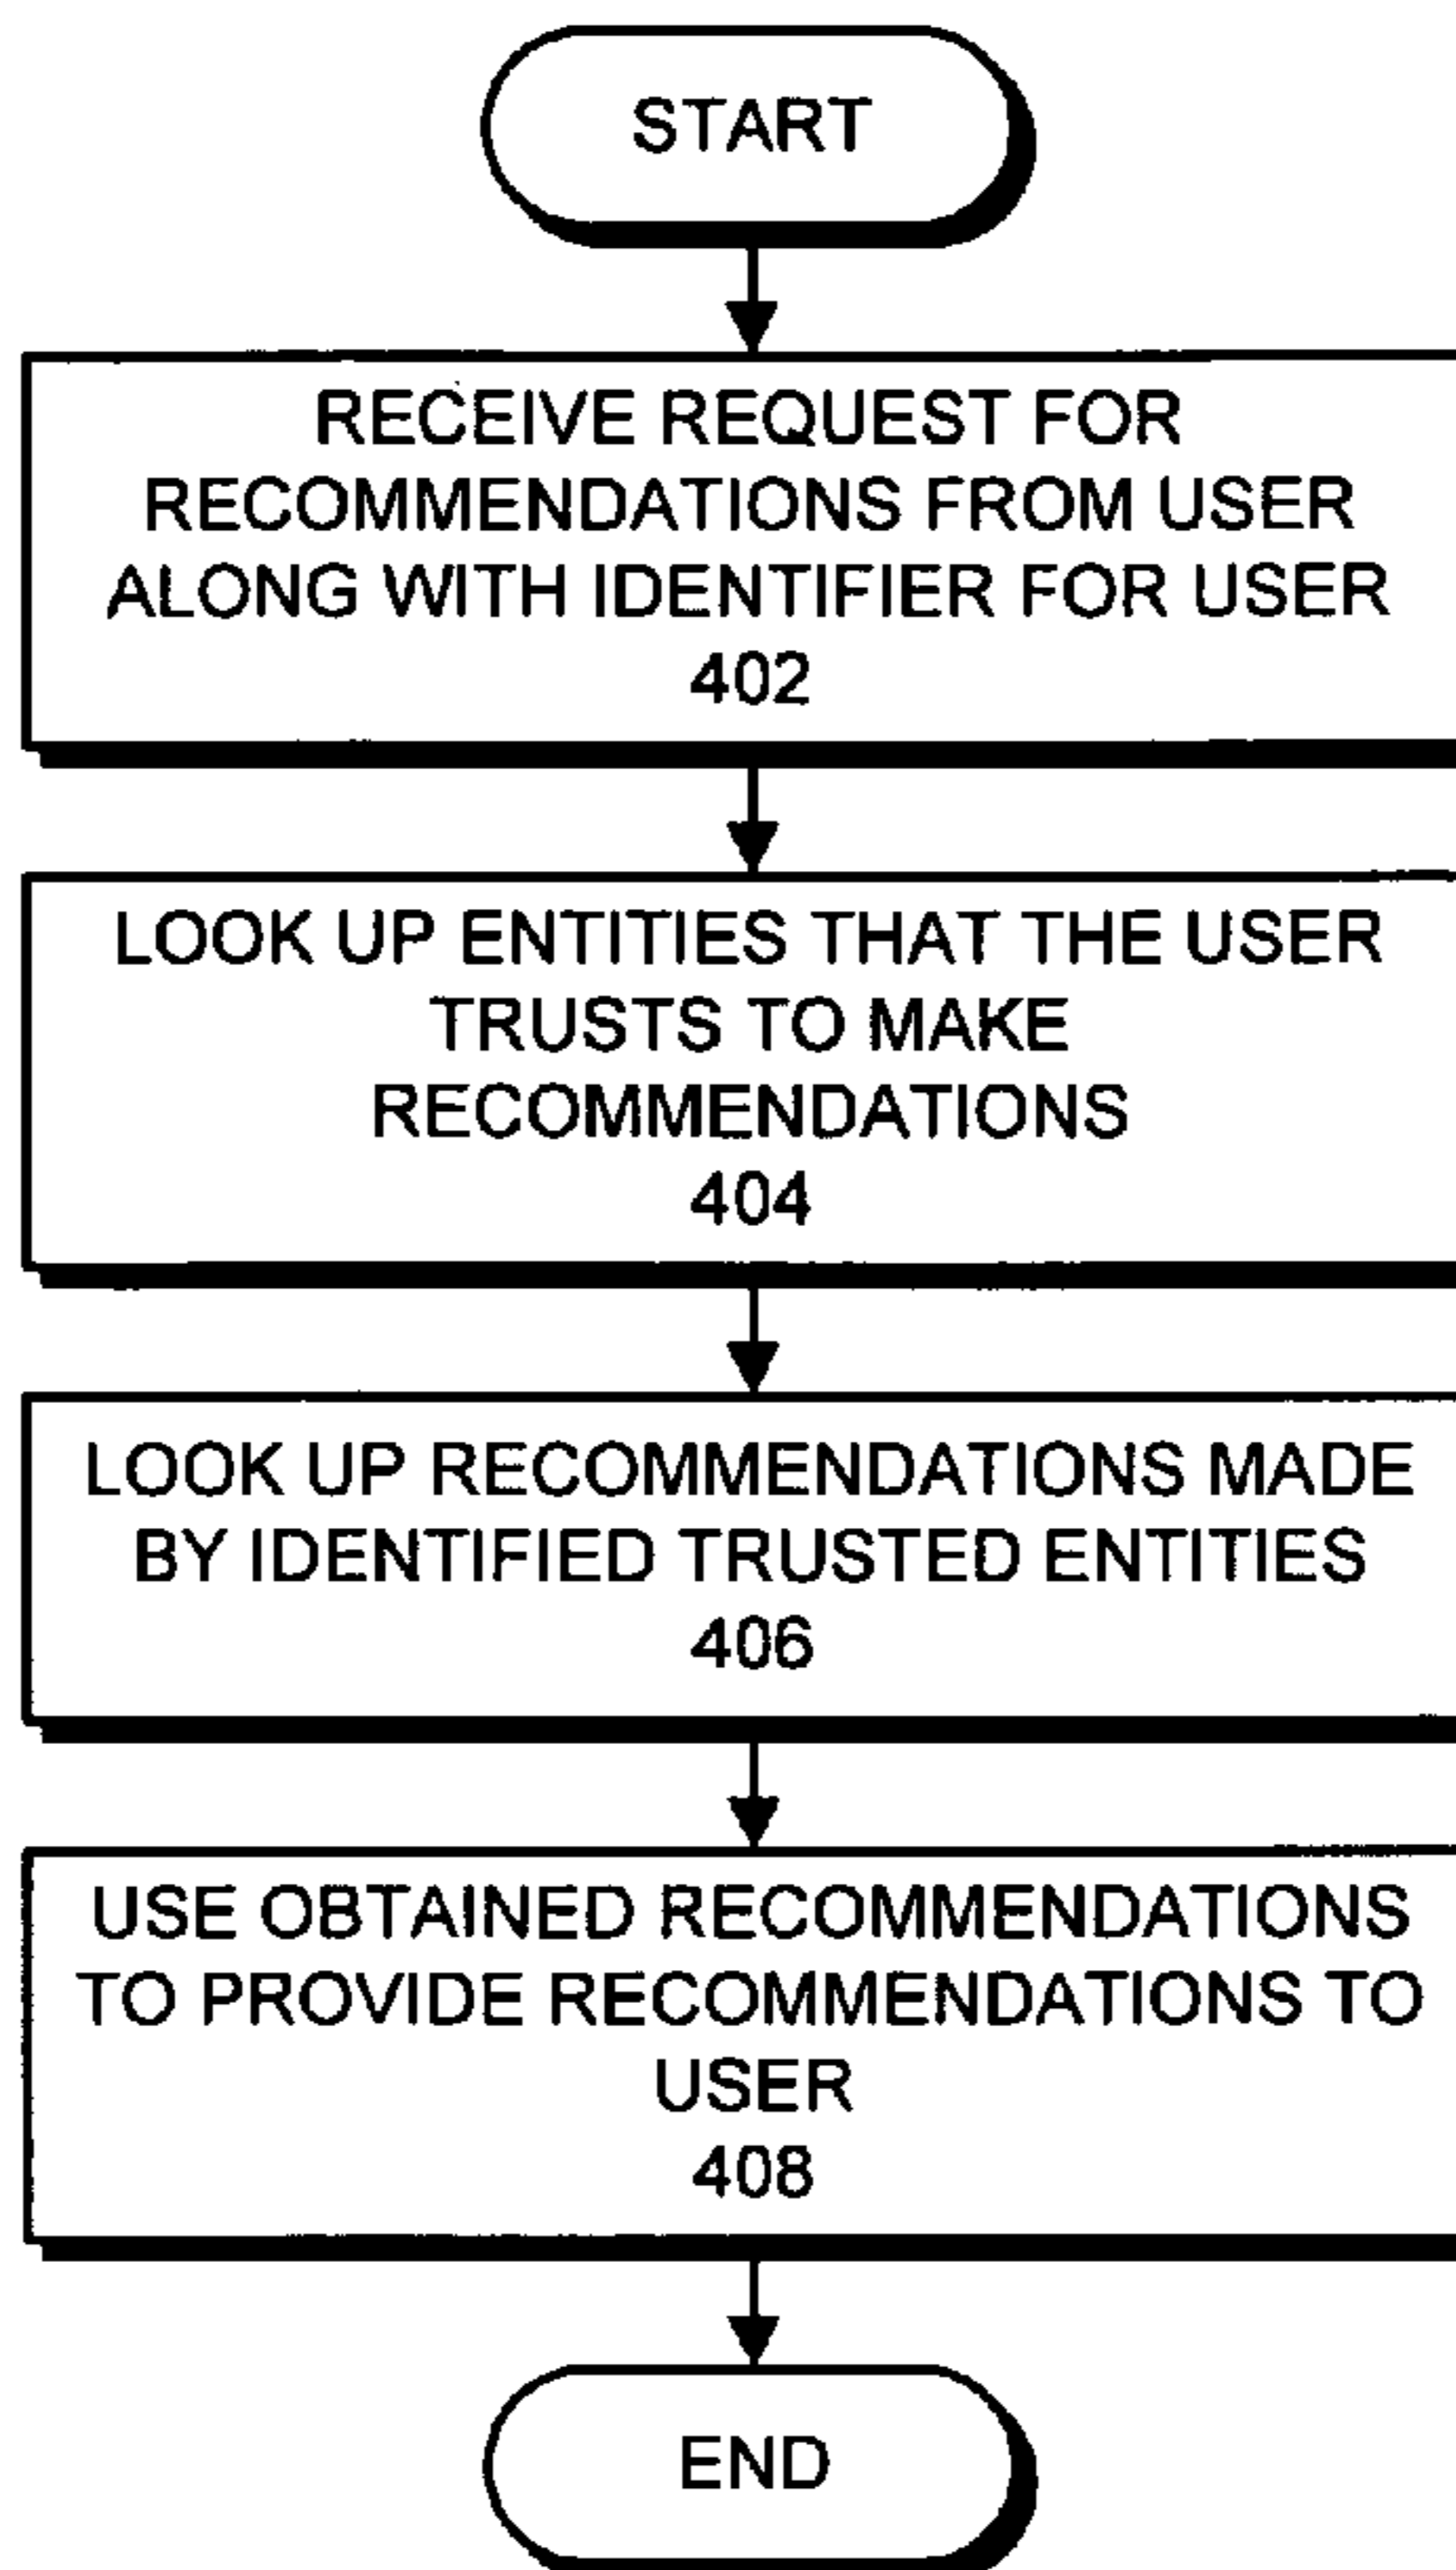 START
RECEIVE REQUEST FOR
RECOMMENDATIONS FROM USER
ALONG WITH IDENTIFIER FOR USER
402
LOOK UP ENTITIES THAT THE USER
TRUSTS TO MAKE
RECOMMENDATIONS
404
LOOK UP RECOMMENDATIONS MADE
BY IDENTIFIED TRUSTED ENTITIES
406
USE OBTAINED RECOMMENDATIONS
TO PROVIDE RECOMMENDATIONS TO
USER
408
END